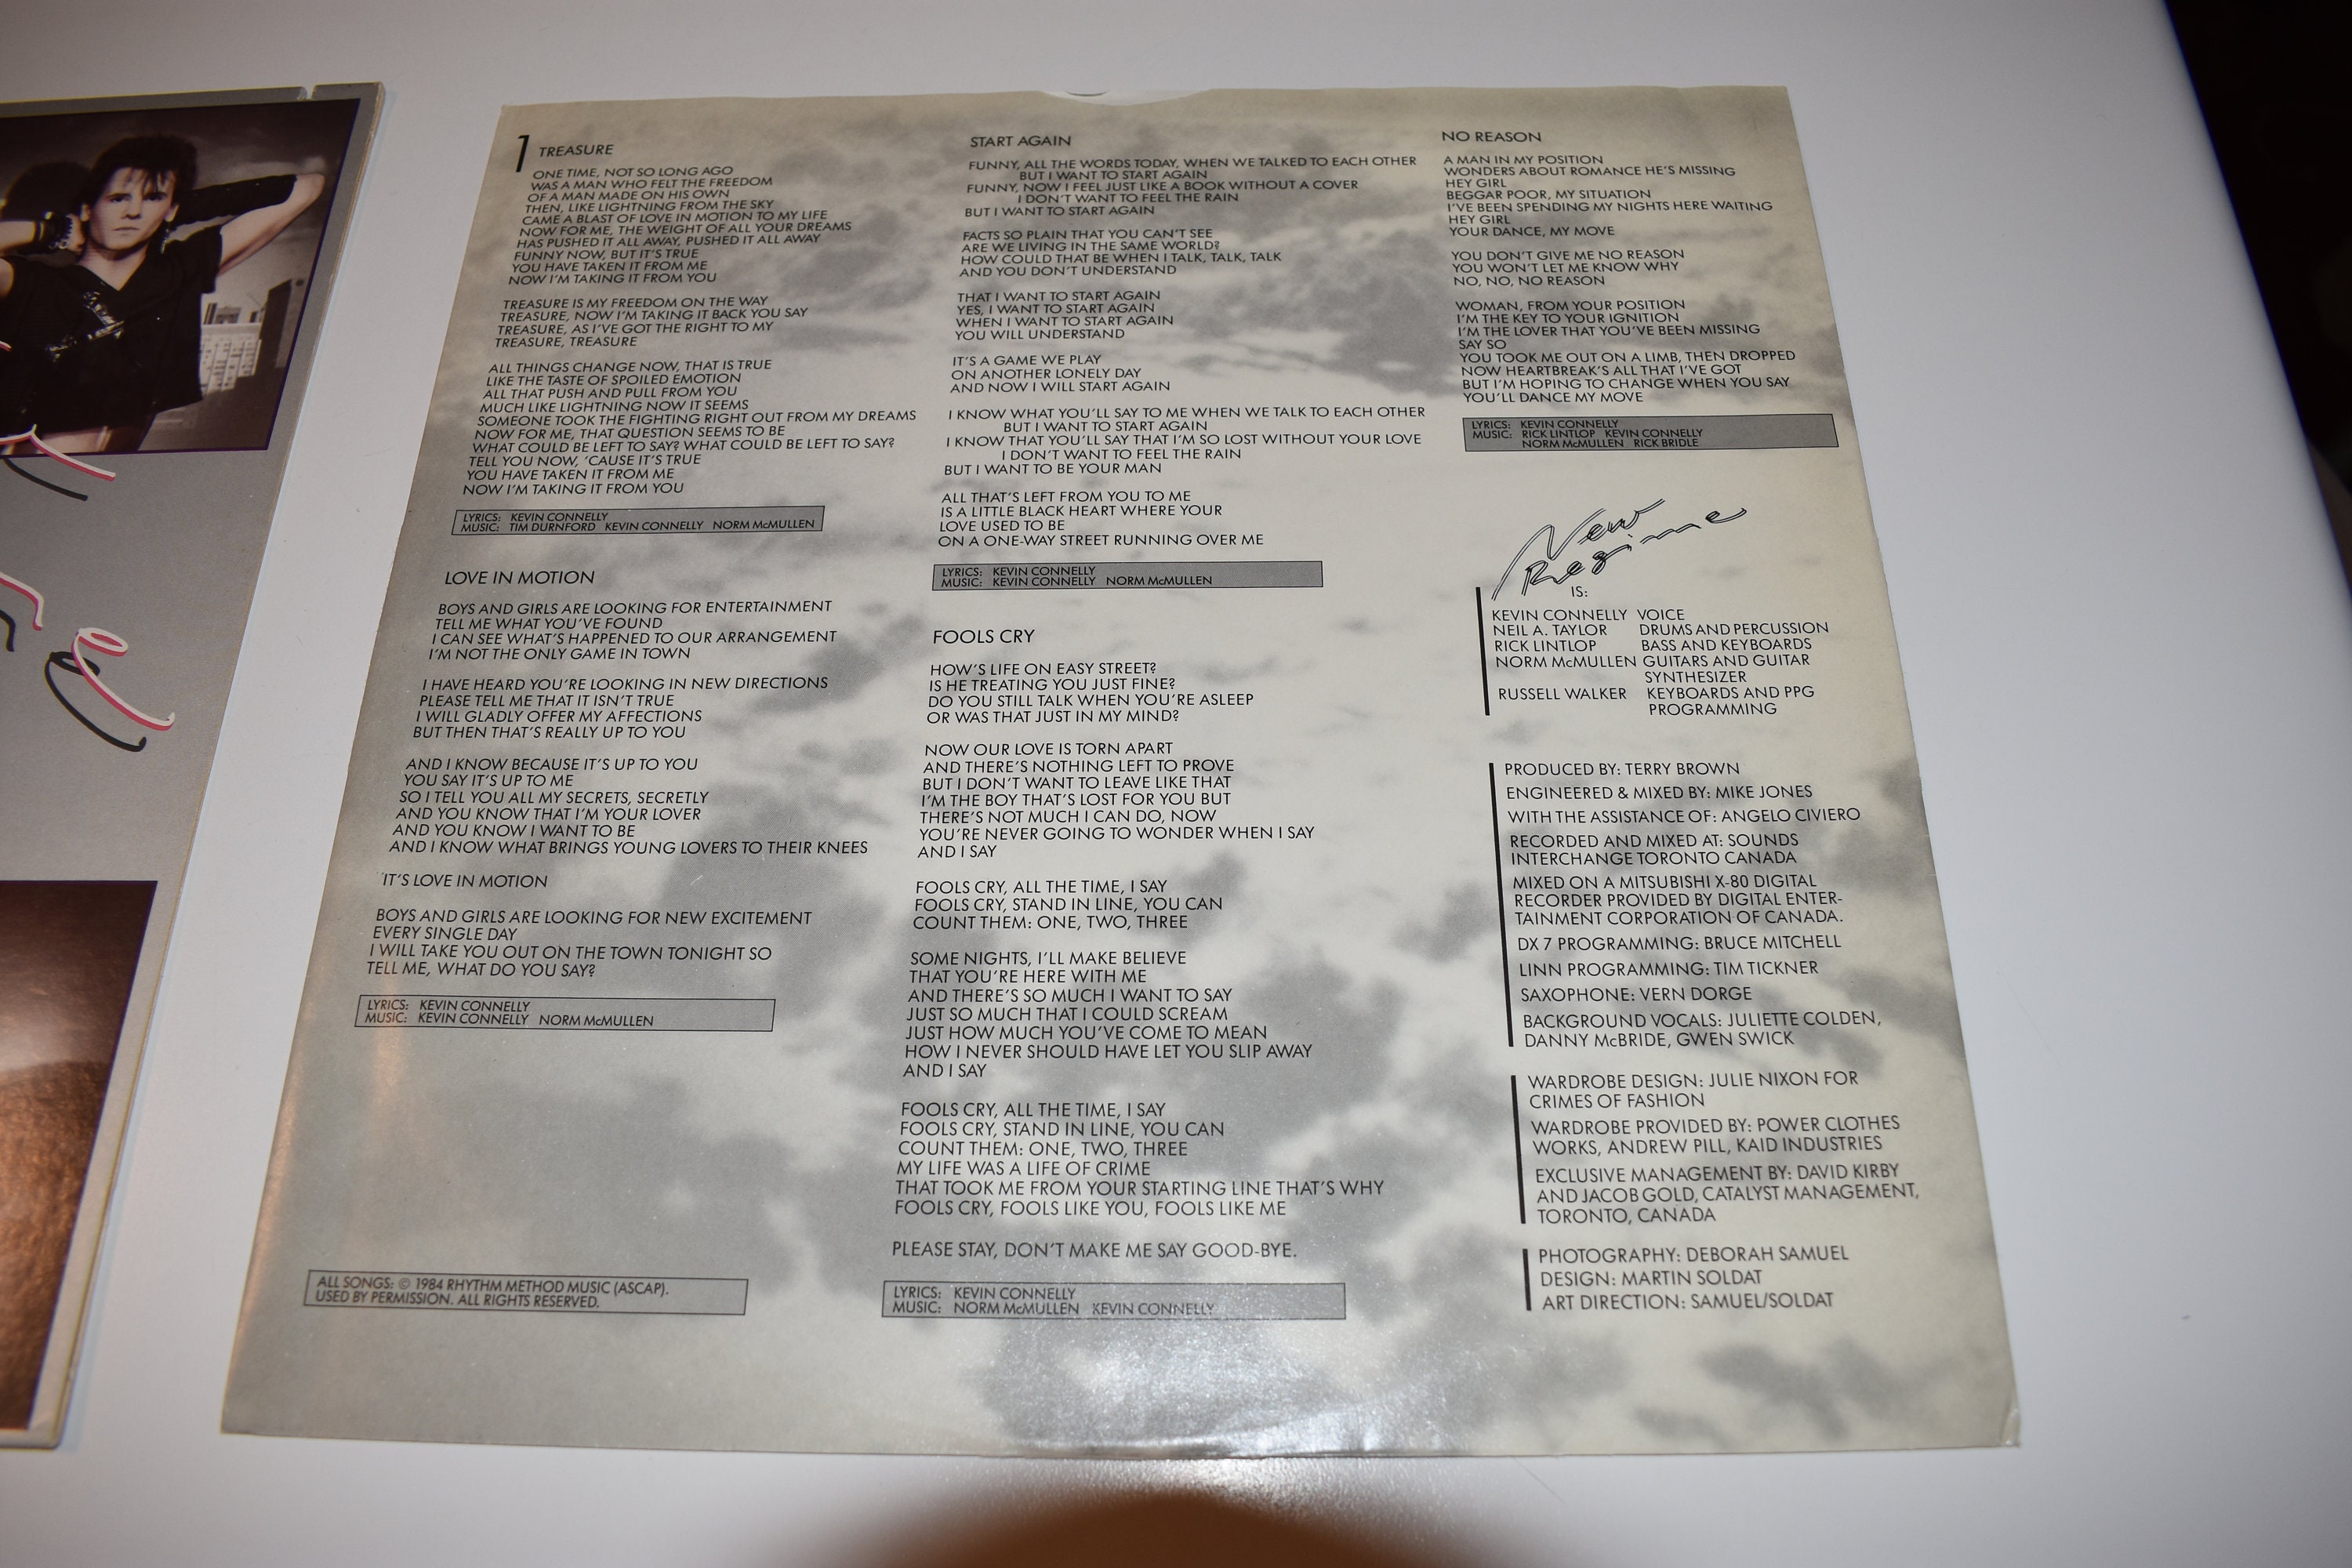 1
TREASURE
ONE TIME, NOT SO LONG AGO
WAS A MAN WHO FELT THE FREEDOM
OF A MAN MADE ON HIS OWN
THEN, LIKE LIGHTNING FROM THE SKY
CAME A BLAST OF LOVE IN MOTION TO MY LIFE
NOW FOR ME, THE WEIGHT OF ALL YOUR DREAMS
HAS PUSHED IT ALL AWAY, PUSHED IT ALL AWAY
FUNNY NOW, BUT IT'S TRUE
YOU HAVE TAKEN IT FROM ME
NOW I'M TAKING IT FROM YOU
TREASURE IS MY FREEDOM ON THE WAY
TREASURE, NOW I'M TAKING IT BACK YOU SAY
TREASURE, AS I'VE GOT THE RIGHT TO MY
TREASURE, TREASURE
ALL THINGS CHANGE NOW, THAT IS TRUE
LIKE THE TASTE OF SPOILED EMOTION
ALL THAT PUSH AND PULL FROM YOU
MUCH LIKE LIGHTNING NOW IT SEEMS
SOMEONE TOOK THE FIGHTING RIGHT OUT FROM MY DREAMS
NOW FOR ME, THAT QUESTION SEEMS TO BE
WHAT COULD BE LEFT TO SAY? WHAT COULD BE LEFT TO SAY?
TELL YOU NOW, 'CAUSE IT'S TRUE
YOU HAVE TAKEN IT FROM ME
NOW I'M TAKING IT FROM YOU
LYRICS: KEVIN CONNELLY
MUSIC: TIM DURNFORD KEVIN CONNELLY NORM McMULLEN
LOVE IN MOTION
BOYS AND GIRLS ARE LOOKING FOR ENTERTAINMENT
TELL ME WHAT YOU'VE FOUND
I CAN SEE WHAT'S HAPPENED TO OUR ARRANGEMENT
I'M NOT THE ONLY GAME IN TOWN
I HAVE HEARD YOU'RE LOOKING IN NEW DIRECTIONS
PLEASE TELL ME THAT IT ISN'T TRUE
I WILL GLADLY OFFER MY AFFECTIONS
BUT THEN THAT'S REALLY UP TO YOU
AND I KNOW BECAUSE IT'S UP TO YOU
YOU SAY IT'S UP TO ME
SO I TELL YOU ALL MY SECRETS, SECRETLY
AND YOU KNOW THAT I'M YOUR LOVER
AND YOU KNOW I WANT TO BE
AND I KNOW WHAT BRINGS YOUNG LOVERS TO THEIR KNEES
IT'S LOVE IN MOTION
BOYS AND GIRLS ARE LOOKING FOR NEW EXCITEMENT
EVERY SINGLE DAY
I WILL TAKE YOU OUT ON THE TOWN TONIGHT SO
TELL ME, WHAT DO YOU SAY?
LYRICS: KEVIN CONNELLY
MUSIC: KEVIN CONNELLY NORM McMULLEN
ALL SONGS: © 1984 RHYTHM METHOD MUSIC (ASCAP).
USED BY PERMISSION. ALL RIGHTS RESERVED.
START AGAIN
FUNNY, ALL THE WORDS TODAY, WHEN WE TALKED TO EACH OTHER
BUT I WANT TO START AGAIN
FUNNY, NOW I FEEL JUST LIKE A BOOK WITHOUT A COVER
I DON'T WANT TO FEEL THE RAIN
BUT I WANT TO START AGAIN
FACTS SO PLAIN THAT YOU CAN'T SEE
ARE WE LIVING IN THE SAME WORLD?
HOW COULD THAT BE WHEN I TALK, TALK, TALK
AND YOU DON'T UNDERSTAND
THAT I WANT TO START AGAIN
YES, I WANT TO START AGAIN
WHEN I WANT TO START AGAIN
YOU WILL UNDERSTAND
IT'S A GAME WE PLAY
ON ANOTHER LONELY DAY
AND NOW I WILL START AGAIN
I KNOW WHAT YOU'LL SAY TO ME WHEN WE TALK TO EACH OTHER
BUT I WANT TO START AGAIN
I KNOW THAT YOU'LL SAY THAT I'M SO LOST WITHOUT YOUR LOVE
I DON'T WANT TO FEEL THE RAIN
BUT I WANT TO BE YOUR MAN
ALL THAT'S LEFT FROM YOU TO ME
IS A LITTLE BLACK HEART WHERE YOUR
LOVE USED TO BE
ON A ONE-WAY STREET RUNNING OVER ME
LYRICS: KEVIN CONNELLY
MUSIC: KEVIN CONNELLY NORM McMULLEN
FOOLS CRY
HOW'S LIFE ON EASY STREET?
IS HE TREATING YOU JUST FINE?
DO YOU STILL TALK WHEN YOU'RE ASLEEP
OR WAS THAT JUST IN MY MIND?
NOW OUR LOVE IS TORN APART
AND THERE'S NOTHING LEFT TO PROVE
BUT I DON'T WANT TO LEAVE LIKE THAT
I'M THE BOY THAT'S LOST FOR YOU BUT
THERE'S NOT MUCH I CAN DO, NOW
YOU'RE NEVER GOING TO WONDER WHEN I SAY
AND I SAY
FOOLS CRY, ALL THE TIME, I SAY
FOOLS CRY, STAND IN LINE, YOU CAN
COUNT THEM: ONE, TWO, THREE
SOME NIGHTS, I'LL MAKE BELIEVE
THAT YOU'RE HERE WITH ME
AND THERE'S SO MUCH I WANT TO SAY
JUST SO MUCH THAT I COULD SCREAM
JUST HOW MUCH YOU'VE COME TO MEAN
HOW I NEVER SHOULD HAVE LET YOU SLIP AWAY
AND I SAY
FOOLS CRY, ALL THE TIME, I SAY
FOOLS CRY, STAND IN LINE, YOU CAN
COUNT THEM: ONE, TWO, THREE
MY LIFE WAS A LIFE OF CRIME
THAT TOOK ME FROM YOUR STARTING LINE THAT'S WHY
FOOLS CRY, FOOLS LIKE YOU, FOOLS LIKE ME
PLEASE STAY, DON'T MAKE ME SAY GOOD-BYE.
LYRICS: KEVIN CONNELLY
MUSIC: NORM McMULLEN KEVIN CONNELLY
NO REASON
A MAN IN MY POSITION
WONDERS ABOUT ROMANCE HE'S MISSING
HEY GIRL
BEGGAR POOR, MY SITUATION
I'VE BEEN SPENDING MY NIGHTS HERE WAITING
HEY GIRL
YOUR DANCE, MY MOVE
YOU DON'T GIVE ME NO REASON
YOU WON'T LET ME KNOW WHY
NO, NO, NO REASON
WOMAN, FROM YOUR POSITION
I'M THE KEY TO YOUR IGNITION
I'M THE LOVER THAT YOU'VE BEEN MISSING
SAY SO
YOU TOOK ME OUT ON A LIMB, THEN DROPPED
NOW HEARTBREAK'S ALL THAT I'VE GOT
BUT I'M HOPING TO CHANGE WHEN YOU SAY
YOU'LL DANCE MY MOVE
LYRICS: KEVIN CONNELLY
MUSIC: RICK LINTLOP KEVIN CONNELLY
NORM McMULLEN RICK BRIDLE
New
Regime
IS:
KEVIN CONNELLY VOICE
NEIL A. TAYLOR DRUMS AND PERCUSSION
RICK LINTLOP BASS AND KEYBOARDS
NORM McMULLEN GUITARS AND GUITAR
SYNTHESIZER
RUSSELL WALKER KEYBOARDS AND PPG
PROGRAMMING
PRODUCED BY: TERRY BROWN
ENGINEERED & MIXED BY: MIKE JONES
WITH THE ASSISTANCE OF: ANGELO CIVIERO
RECORDED AND MIXED AT: SOUNDS
INTERCHANGE TORONTO CANADA
MIXED ON A MITSUBISHI X-80 DIGITAL
RECORDER PROVIDED BY DIGITAL ENTER-
TAINMENT CORPORATION OF CANADA.
DX 7 PROGRAMMING: BRUCE MITCHELL
LINN PROGRAMMING: TIM TICKNER
SAXOPHONE: VERN DORGE
BACKGROUND VOCALS: JULIETTE COLDEN,
DANNY McBRIDE, GWEN SWICK
WARDROBE DESIGN: JULIE NIXON FOR
CRIMES OF FASHION
WARDROBE PROVIDED BY: POWER CLOTHES
WORKS, ANDREW PILL, KAID INDUSTRIES
EXCLUSIVE MANAGEMENT BY: DAVID KIRBY
AND JACOB GOLD, CATALYST MANAGEMENT,
TORONTO, CANADA
PHOTOGRAPHY: DEBORAH SAMUEL
DESIGN: MARTIN SOLDAT
ART DIRECTION: SAMUEL/SOLDAT